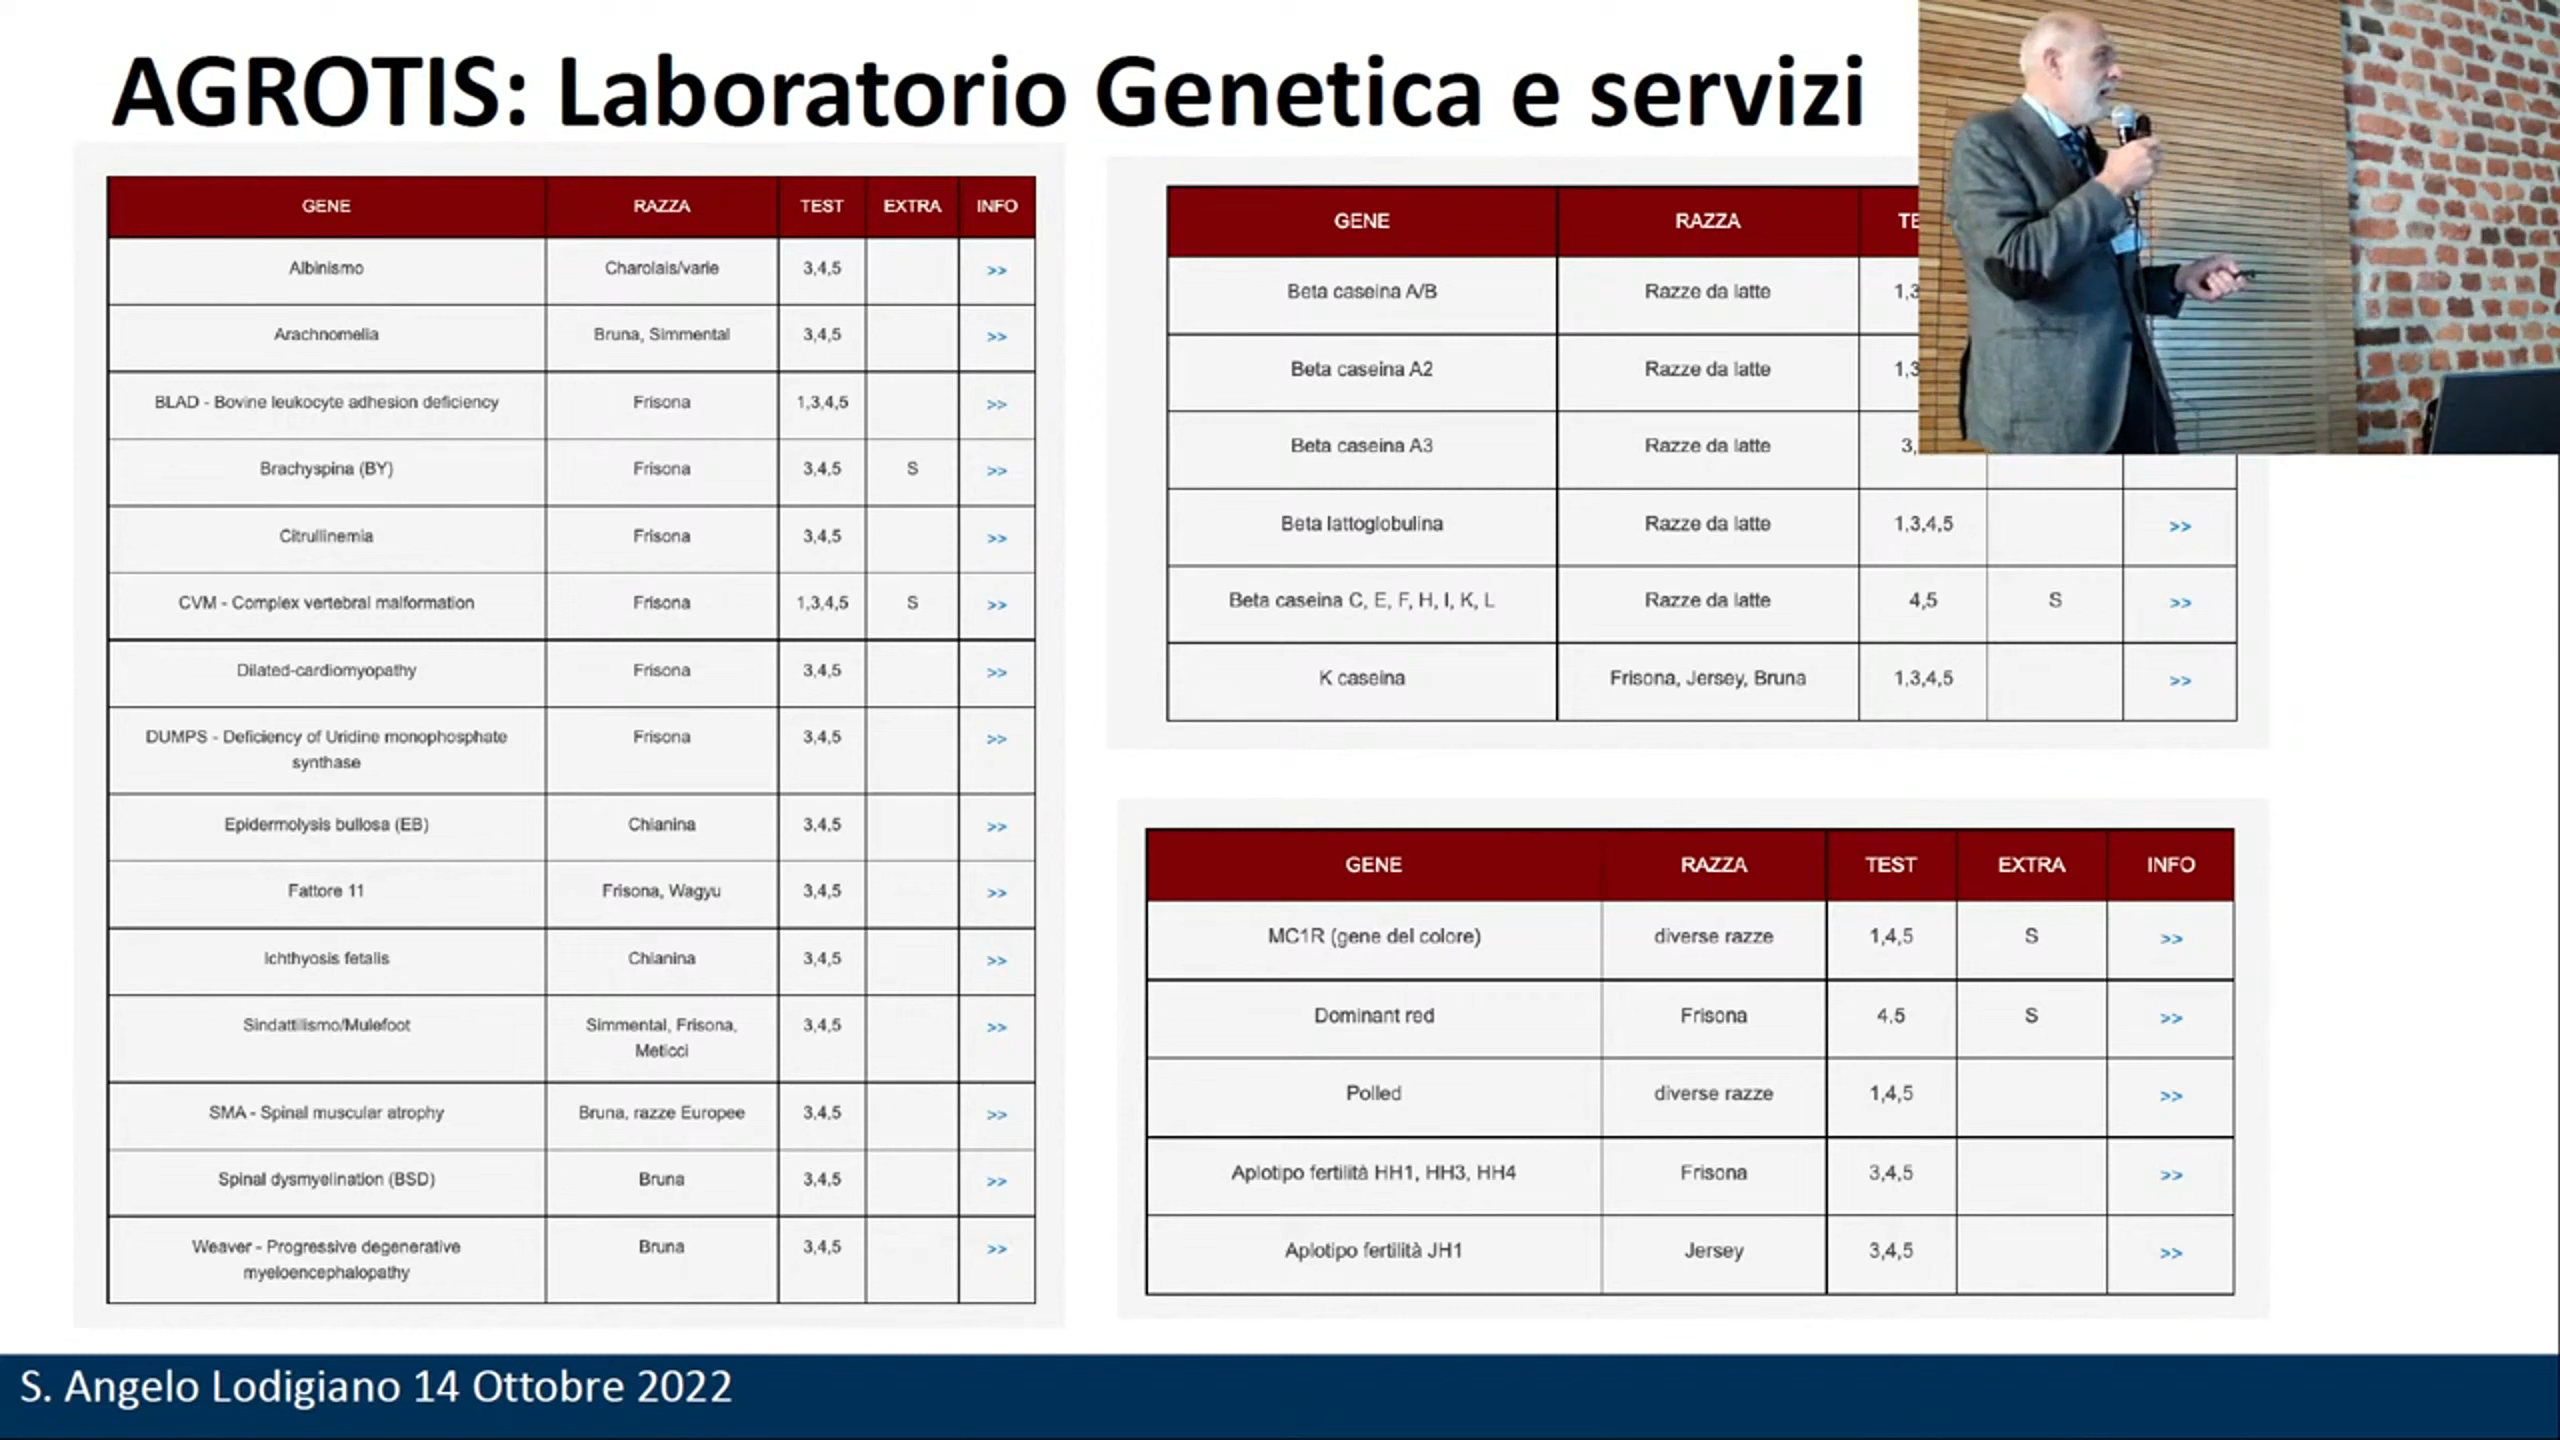 AGROTIS: Laboratorio Genetica e servizi
GENE RAZZA TEST EXTRA INFO
Albinismo Charolais/varie 3,4,5 >>
Arachnomelia Bruna, Simmental 3,4,5 >>
BLAD - Bovine leukocyte adhesion deficiency Frisona 1,3,4,5 >>
Brachyspina (BY) Frisona 3,4,5 S >>
Citrullinemia Frisona 3,4,5 >>
CVM - Complex vertebral malformation Frisona 1,3,4,5 S >>
Dilated-cardiomyopathy Frisona 3,4,5 >>
DUMPS - Deficiency of Uridine monophosphate Frisona 3,4,5 >>
synthase
Epidermolysis bullosa (EB) Chianina 3,4,5 >>
Fattore 11 Frisona, Wagyu 3,4,5 >>
Ichthyosis fetalis Chianina 3,4,5 >>
Sindattilismo/Mulefoot Simmental, Frisona, 3,4,5 >>
Meticci
SMA - Spinal muscular atrophy Bruna, razze Europee 3,4,5 >>
Spinal dysmyelination (BSD) Bruna 3,4,5 >>
Weaver - Progressive degenerative Bruna 3,4,5 >>
myeloencephalopathy
GENE RAZZA TE
Beta caseina A/B Razze da latte 1,3
Beta caseina A2 Razze da latte 1,3
Beta caseina A3 Razze da latte 3,
Beta lattoglobulina Razze da latte 1,3,4,5 >>
Beta caseina C, E, F, H, I, K, L Razze da latte 4,5 S >>
K caseina Frisona, Jersey, Bruna 1,3,4,5 >>
GENE RAZZA TEST EXTRA INFO
MC1R (gene del colore) diverse razze 1,4,5 S >>
Dominant red Frisona 4,5 S >>
Polled diverse razze 1,4,5 >>
Aplotipo fertilità HH1, HH3, HH4 Frisona 3,4,5 >>
Aplotipo fertilità JH1 Jersey 3,4,5 >>
S. Angelo Lodigiano 14 Ottobre 2022